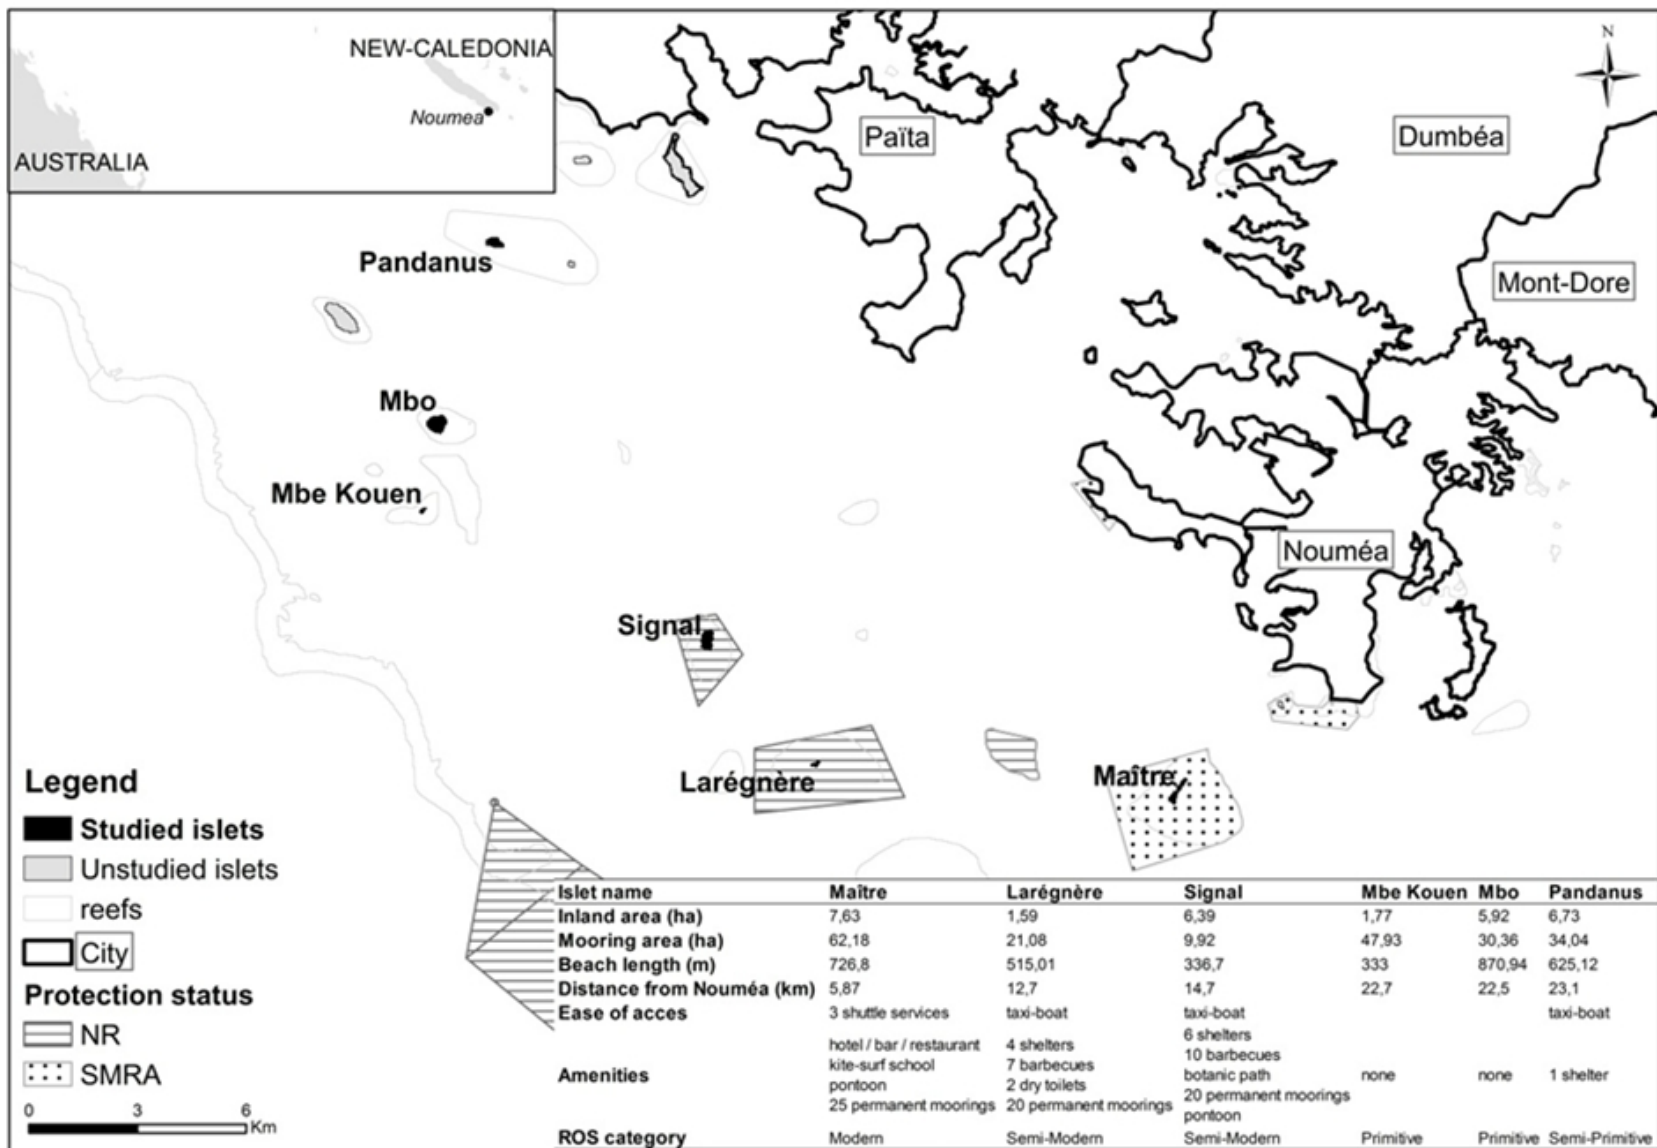 NEW-CALEDONIA
Noumea
AUSTRALIA
N
Païta
Dumbéa
Mont-Dore
Pandanus
Mbo
Mbe Kouen
Nouméa
Signal
Larégnère
Maître
Legend
Studied islets
Unstudied islets
reefs
City
Protection status
NR
SMRA
0 3 6 Km
Islet name Maître Larégnère Signal Mbe Kouen Mbo Pandanus
Inland area (ha) 7,63 1,59 6,39 1,77 5,92 6,73
Mooring area (ha) 62,18 21,08 9,92 47,93 30,36 34,04
Beach length (m) 726,8 515,01 336,7 333 870,94 625,12
Distance from Nouméa (km) 5,87 12,7 14,7 22,7 22,5 23,1
Ease of acces 3 shuttle services taxi-boat taxi-boat taxi-boat
Amenities
hotel / bar / restaurant
kite-surf school
pontoon
25 permanent moorings
4 shelters
7 barbecues
2 dry toilets
20 permanent moorings
6 shelters
10 barbecues
botanic path
20 permanent moorings
pontoon
none
none
1 shelter
ROS category Modern Semi-Modern Semi-Modern Primitive Primitive Semi-Primitive